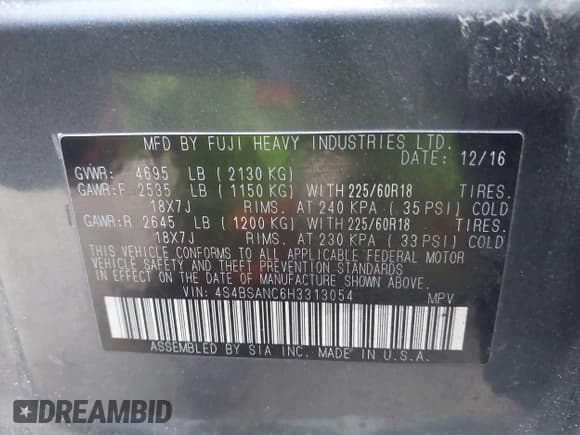 MFD BY FUJI HEAVY INDUSTRIES LTD.
DATE: 12/16
GVWR: 4695 LB (2130 KG)
GAWR:F 2535 LB (1150 KG) WITH 225/60R18 TIRES.
18X7J RIMS. AT 240 KPA (35 PSI) COLD
GAWR:R 2645 LB (1200 KG) WITH 225/60R18 TIRES.
18X7J RIMS. AT 230 KPA (33 PSI) COLD
THIS VEHICLE CONFORMS TO ALL APPLICABLE FEDERAL MOTOR
VEHICLE SAFETY, BUMPER, AND THEFT PREVENTION STANDARDS
IN EFFECT ON THE DATE OF MANUFACTURE SHOWN ABOVE.
VIN: 4S4BSANC6H3313054 MPV
ASSEMBLED BY SIA INC. MADE IN U.S.A.
DREAMBID